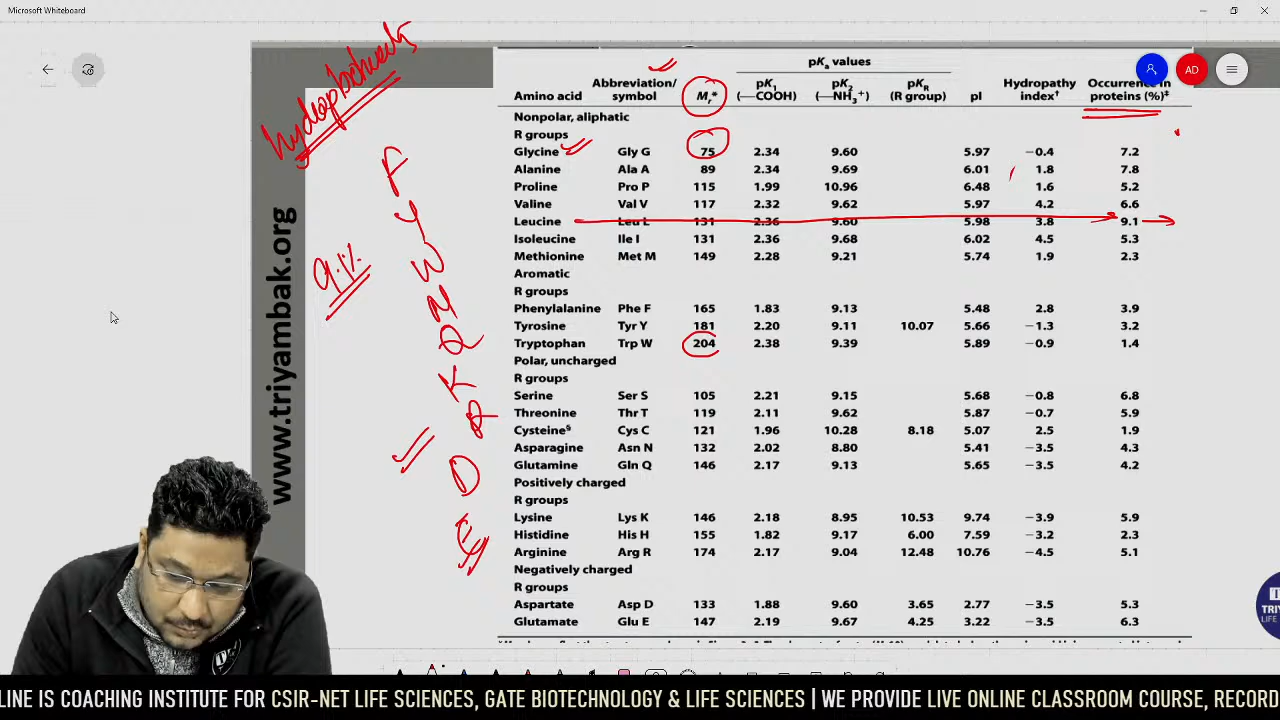 Microsoft Whiteboard
AD
pKa values
Abbreviation/ pK1 pK2 pKR Hydropathy Occurrence in
Amino acid symbol Mr* (—COOH) (—NH3+) (R group) pI index† proteins (%)‡
Nonpolar, aliphatic
R groups
Glycine Gly G 75 2.34 9.60 5.97 −0.4 7.2
Alanine Ala A 89 2.34 9.69 6.01 1.8 7.8
Proline Pro P 115 1.99 10.96 6.48 1.6 5.2
Valine Val V 117 2.32 9.62 5.97 4.2 6.6
Leucine Leu L 131 2.36 9.60 5.98 3.8 9.1
Isoleucine Ile I 131 2.36 9.68 6.02 4.5 5.3
Methionine Met M 149 2.28 9.21 5.74 1.9 2.3
Aromatic
R groups
Phenylalanine Phe F 165 1.83 9.13 5.48 2.8 3.9
Tyrosine Tyr Y 181 2.20 9.11 10.07 5.66 −1.3 3.2
Tryptophan Trp W 204 2.38 9.39 5.89 −0.9 1.4
Polar, uncharged
R groups
Serine Ser S 105 2.21 9.15 5.68 −0.8 6.8
Threonine Thr T 119 2.11 9.62 5.87 −0.7 5.9
Cysteine§ Cys C 121 1.96 10.28 8.18 5.07 2.5 1.9
Asparagine Asn N 132 2.02 8.80 5.41 −3.5 4.3
Glutamine Gln Q 146 2.17 9.13 5.65 −3.5 4.2
Positively charged
R groups
Lysine Lys K 146 2.18 8.95 10.53 9.74 −3.9 5.9
Histidine His H 155 1.82 9.17 6.00 7.59 −3.2 2.3
Arginine Arg R 174 2.17 9.04 12.48 10.76 −4.5 5.1
Negatively charged
R groups
Aspartate Asp D 133 1.88 9.60 3.65 2.77 −3.5 5.3
Glutamate Glu E 147 2.19 9.67 4.25 3.22 −3.5 6.3
9.1%
F
Y
W
N
Q
K
R
D
E
www.triyambak.org
LINE IS COACHING INSTITUTE FOR CSIR-NET LIFE SCIENCES, GATE BIOTECHNOLOGY & LIFE SCIENCES | WE PROVIDE LIVE ONLINE CLASSROOM COURSE, RECORD